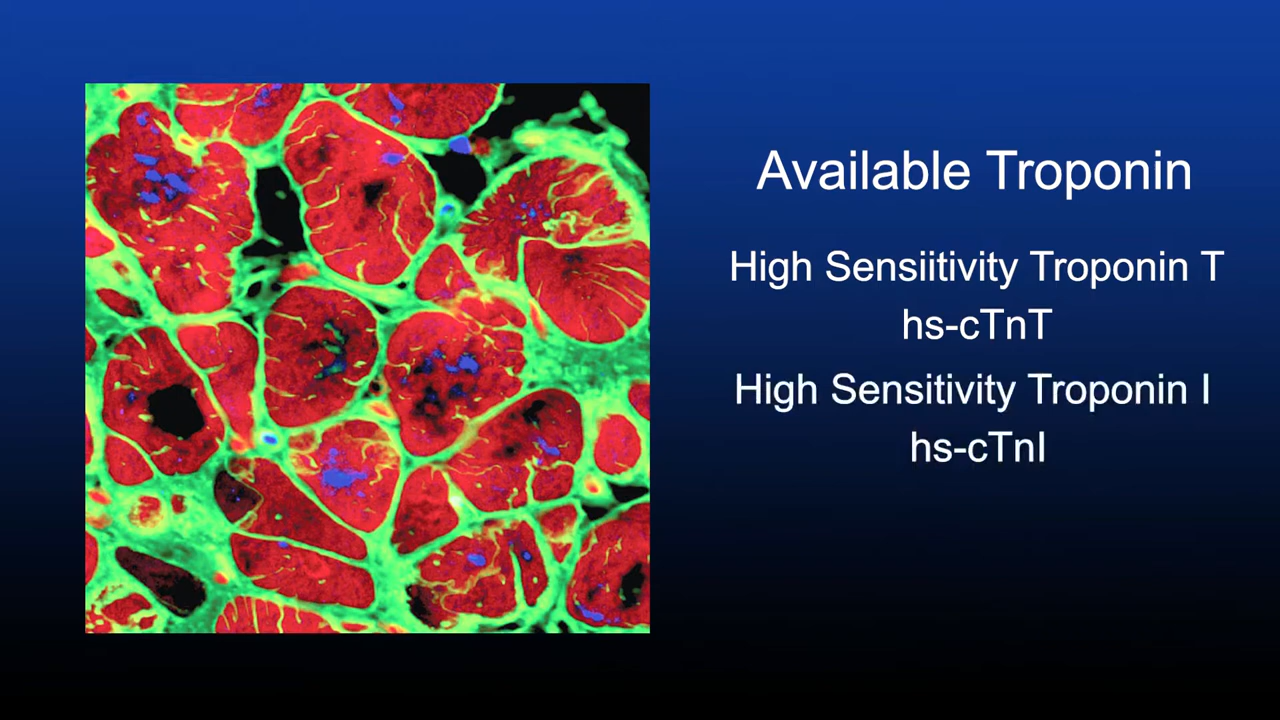 Available Troponin
High Sensiitivity Troponin T
hs-cTnT
High Sensitivity Troponin I
hs-cTnI